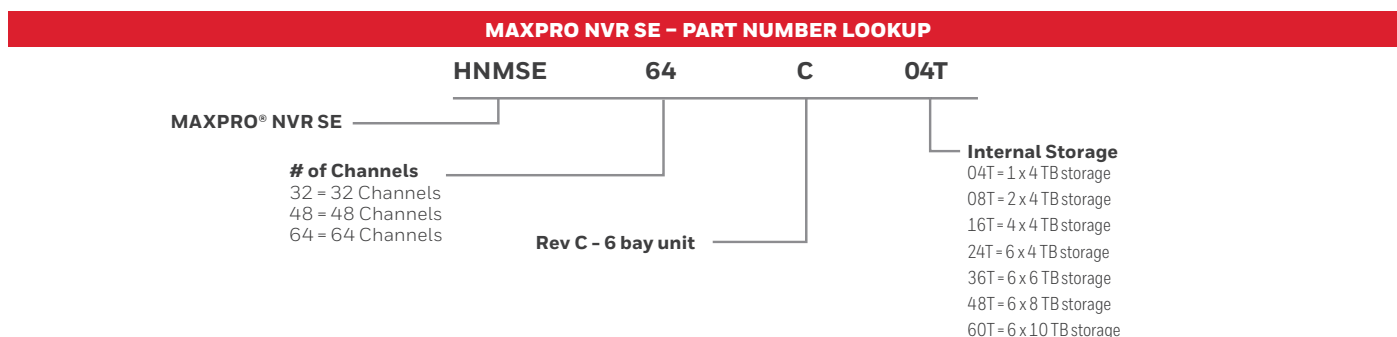 MAXPRO NVR SE – PART NUMBER LOOKUP
HNMSE 64 C 04T
MAXPRO® NVR SE
# of Channels
32 = 32 Channels
48 = 48 Channels
64 = 64 Channels
Rev C - 6 bay unit
Internal Storage
04T = 1 x 4 TB storage
08T = 2 x 4 TB storage
16T = 4 x 4 TB storage
24T = 6 x 4 TB storage
36T = 6 x 6 TB storage
48T = 6 x 8 TB storage
60T = 6 x 10 TB storage